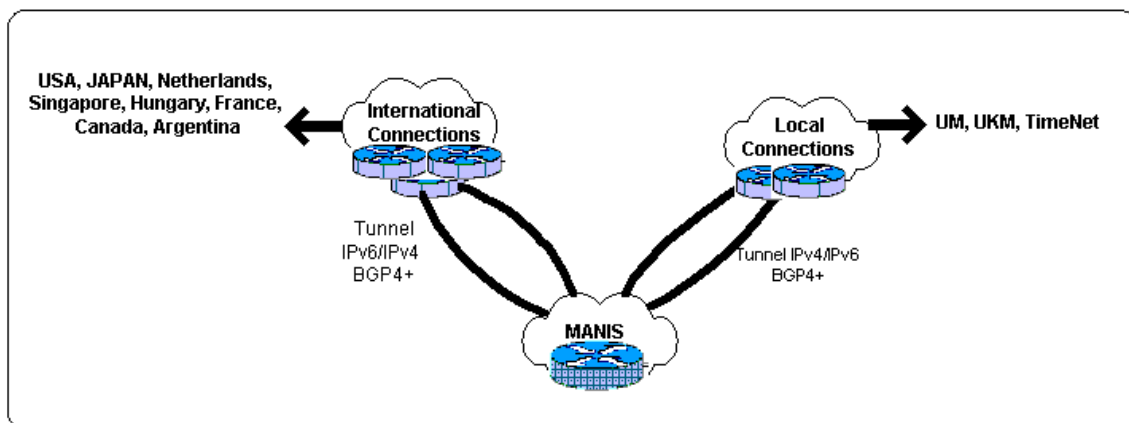 USA, JAPAN, Netherlands,
Singapore, Hungary, France,
Canada, Argentina
International
Connections
Local
Connections
UM, UKM, TimeNet
Tunnel
IPv6/IPv4
BGP4+
Tunnel IPv4/IPv6
BGP4+
MANIS